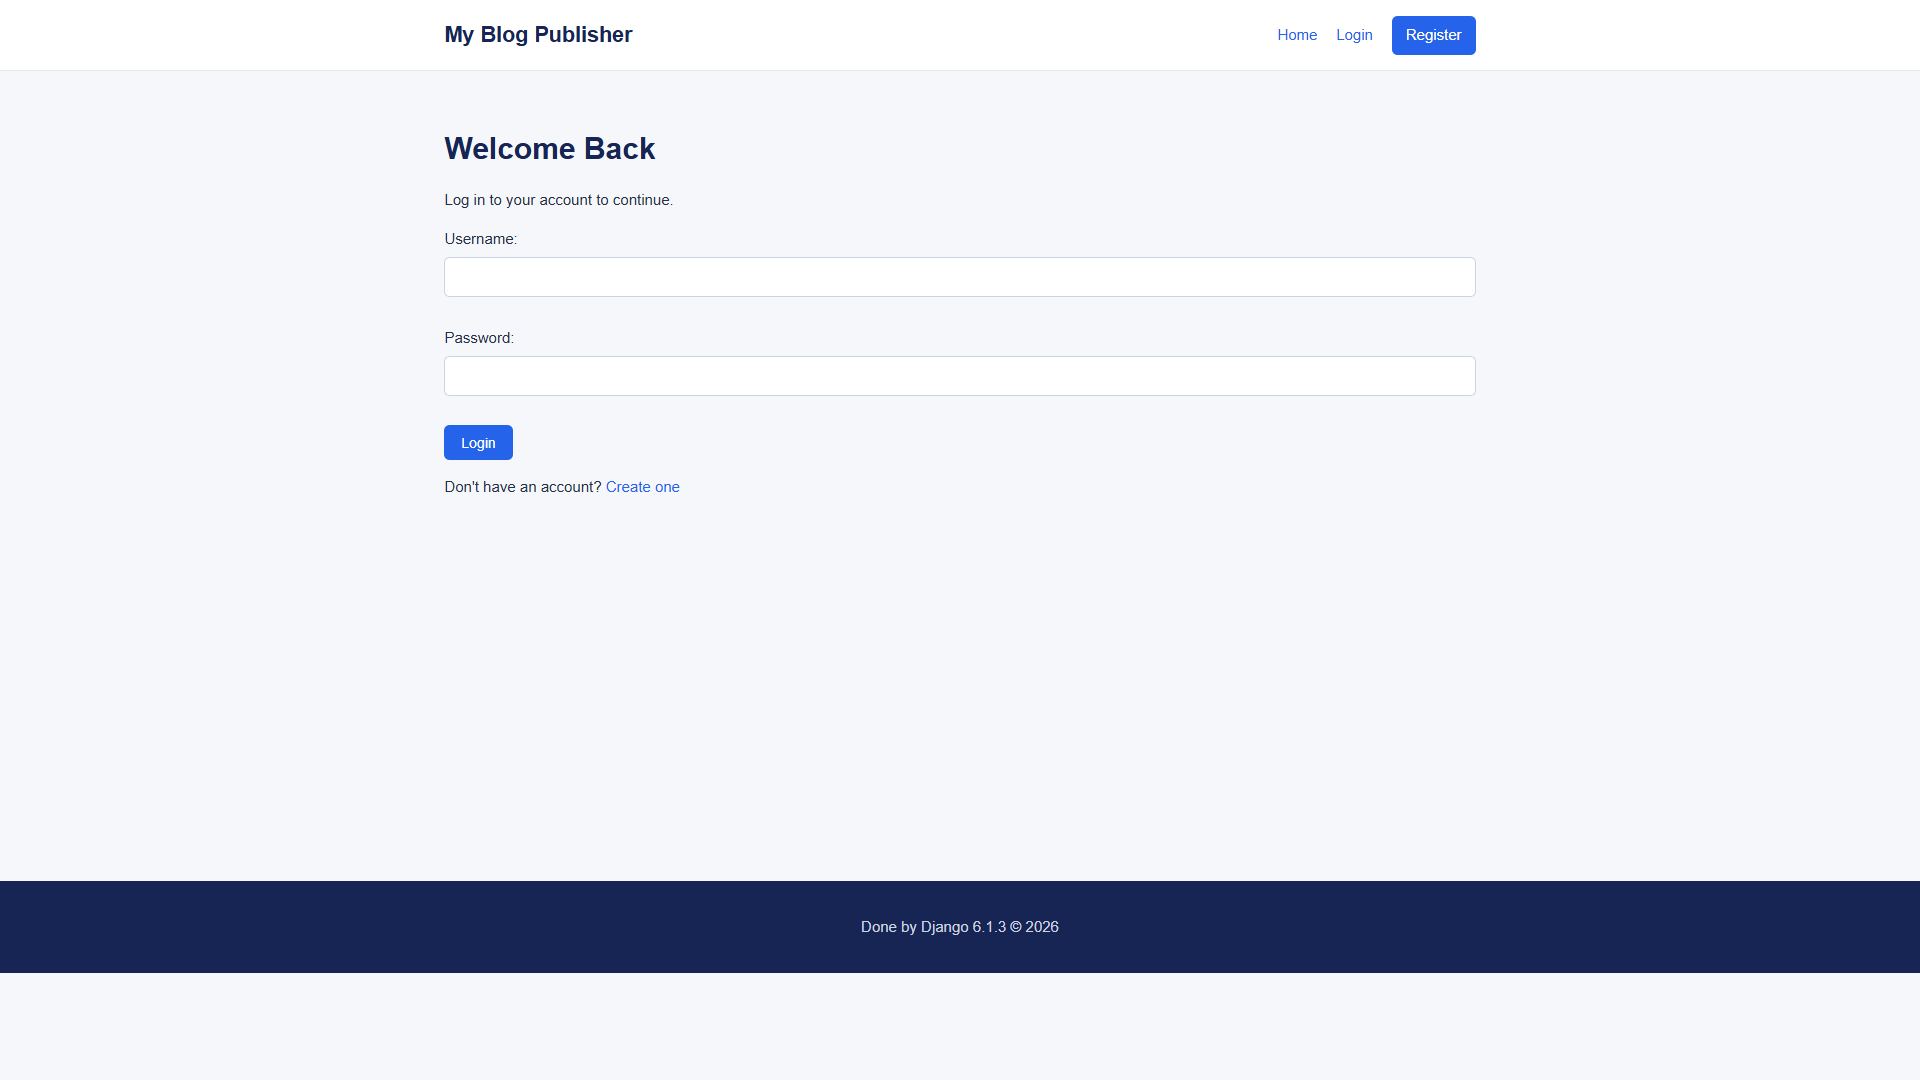 My Blog Publisher
Home Login Register
Welcome Back
Log in to your account to continue.
Username:
Password:
Login
Don't have an account? Create one
Done by Django 6.1.3 © 2026